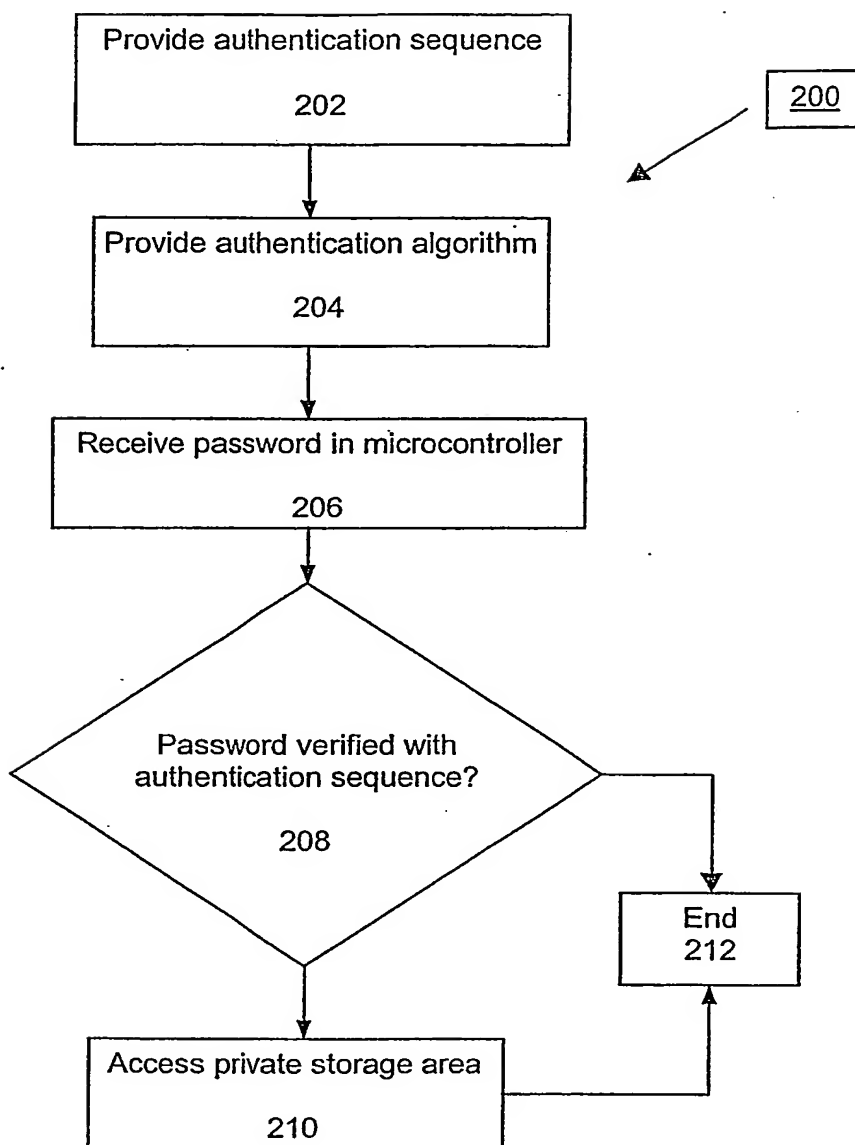 Provide authentication sequence
202
200
Provide authentication algorithm
204
Receive password in microcontroller
206
Password verified with
authentication sequence?
208
End
212
Access private storage area
210